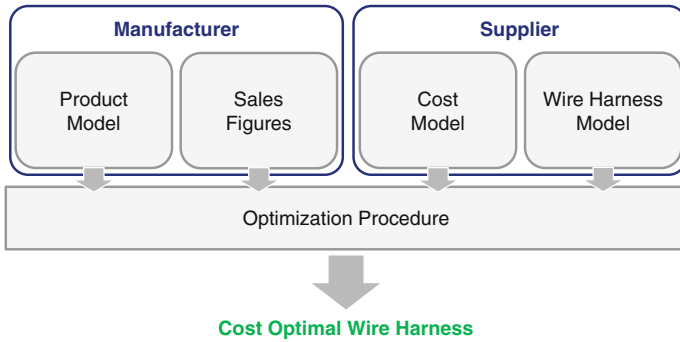 Manufacturer
Supplier
Product
Model
Sales
Figures
Cost
Model
Wire Harness
Model
Optimization Procedure
Cost Optimal Wire Harness